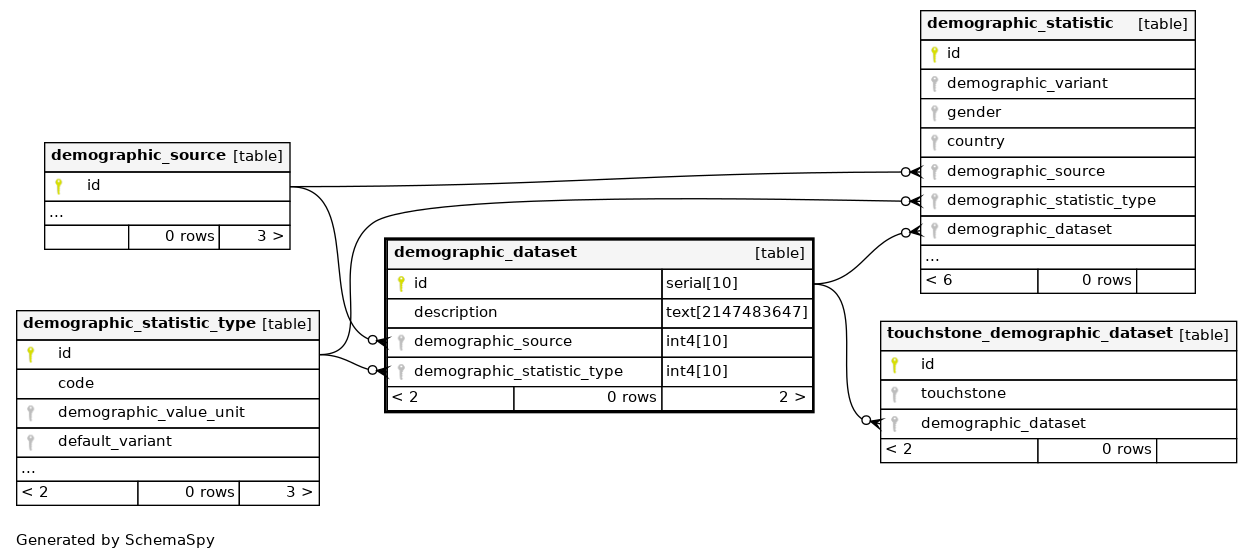 demographic_statistic [table]
id
demographic_variant
gender
country
demographic_source
demographic_statistic_type
demographic_dataset
...
< 6 0 rows
demographic_source [table]
id
...
0 rows 3 >
demographic_dataset [table]
id serial[10]
description text[2147483647]
demographic_source int4[10]
demographic_statistic_type int4[10]
< 2 0 rows 2 >
demographic_statistic_type [table]
id
code
demographic_value_unit
default_variant
...
< 2 0 rows 3 >
touchstone_demographic_dataset [table]
id
touchstone
demographic_dataset
< 2 0 rows
Generated by SchemaSpy